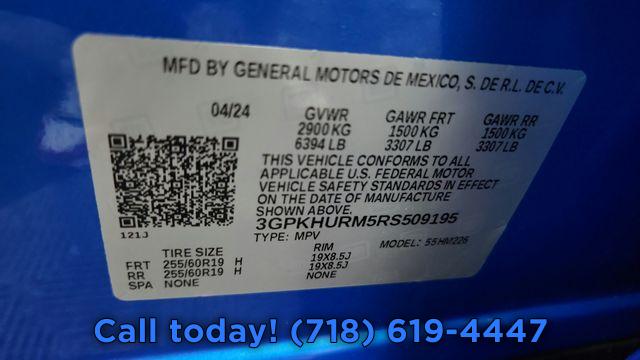 MFD BY GENERAL MOTORS DE MEXICO, S. DE R.L. DE C.V.
04/24 GVWR GAWR FRT GAWR RR
2900 KG 1500 KG 1500 KG
6394 LB 3307 LB 3307 LB
THIS VEHICLE CONFORMS TO ALL
APPLICABLE U.S. FEDERAL MOTOR
VEHICLE SAFETY STANDARDS IN EFFECT
ON THE DATE OF MANUFACTURE
SHOWN ABOVE.
3GPKHURM5RS509195
121J TYPE: MPV MODEL: 55HM226
TIRE SIZE RIM
FRT 255/60R19 H 19X8.5J
RR 255/60R19 H 19X8.5J
SPA NONE NONE
Call today! (718) 619-4447